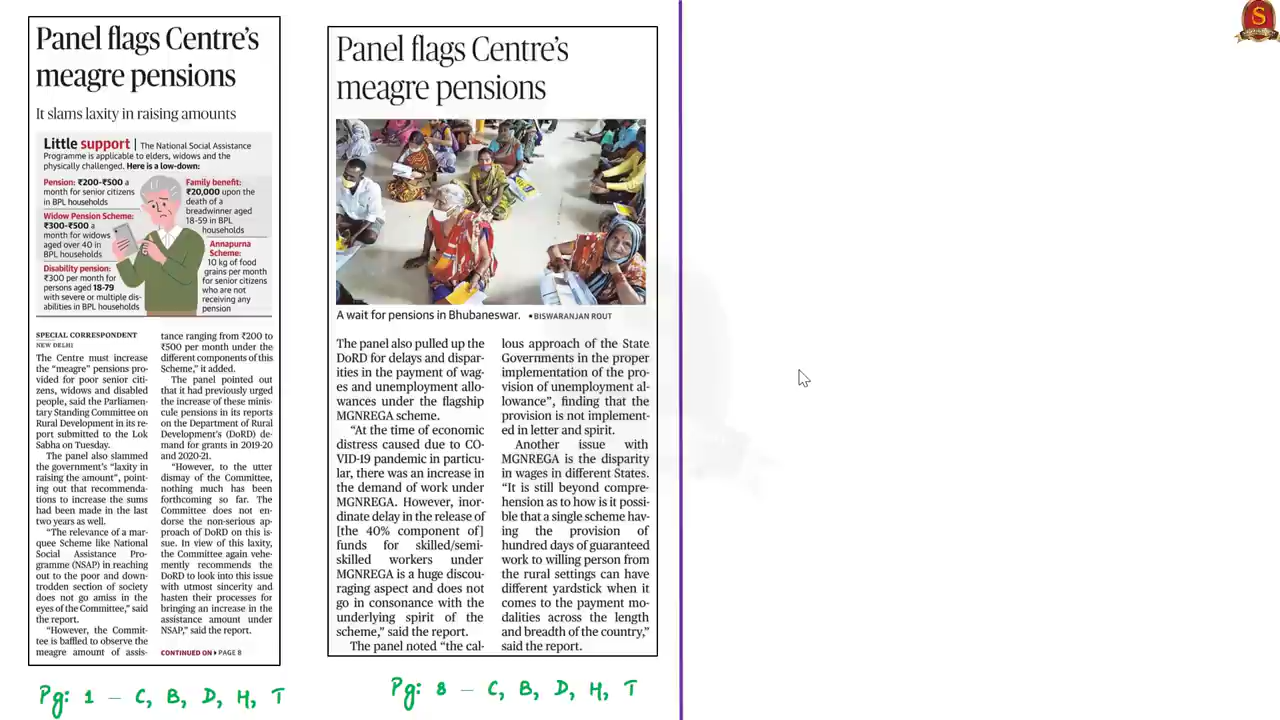 Panel flags Centre's
meagre pensions
It slams laxity in raising amounts
Little support | The National Social Assistance
Programme is applicable to elders, widows and the
physically challenged. Here is a low-down:
Pension: ₹200-₹500 a
month for senior citizens
in BPL households
Widow Pension Scheme:
₹300-₹500 a
month for widows
aged over 40 in
BPL households
Disability pension:
₹300 per month for
persons aged 18-79
with severe or multiple dis-
abilities in BPL households
Family benefit:
₹20,000 upon the
death of a
breadwinner aged
18-59 in BPL
households
Annapurna
Scheme:
10 kg of food
grains per month
for senior citizens
who are not
receiving any
pension
SPECIAL CORRESPONDENT
NEW DELHI
The Centre must increase
the "meagre" pensions pro-
vided for poor senior citi-
zens, widows and disabled
people, said the Parliamen-
tary Standing Committee on
Rural Development in its re-
port submitted to the Lok
Sabha on Tuesday.
The panel also slammed
the government's "laxity in
raising the amount", point-
ing out that recommenda-
tions to increase the sums
had been made in the last
two years as well.
"The relevance of a mar-
quee Scheme like National
Social Assistance Pro-
gramme (NSAP) in reaching
out to the poor and down-
trodden section of society
does not go amiss in the
eyes of the Committee," said
the report.
"However, the Commit-
tee is baffled to observe the
meagre amount of assis-
tance ranging from ₹200 to
₹500 per month under the
different components of this
Scheme," it added.
The panel pointed out
that it had previously urged
the increase of these minis-
cule pensions in its reports
on the Department of Rural
Development's (DoRD) de-
mand for grants in 2019-20
and 2020-21.
"However, to the utter
dismay of the Committee,
nothing much has been
forthcoming so far. The
Committee does not en-
dorse the non-serious ap-
proach of DoRD on this is-
sue. In view of this laxity,
the Committee again vehe-
mently recommends the
DoRD to look into this issue
with utmost sincerity and
hasten their processes for
bringing an increase in the
assistance amount under
NSAP," said the report.
CONTINUED ON PAGE 8
Pg: 1 - C, B, D, H, T
Panel flags Centre's
meagre pensions
A wait for pensions in Bhubaneswar. • BISWARANJAN ROUT
The panel also pulled up the
DoRD for delays and dispar-
ities in the payment of wag-
es and unemployment allo-
wances under the flagship
MGNREGA scheme.
"At the time of economic
distress caused due to CO-
VID-19 pandemic in particu-
lar, there was an increase in
the demand of work under
MGNREGA. However, inor-
dinate delay in the release of
[the 40% component of]
funds for skilled/semi-
skilled workers under
MGNREGA is a huge discou-
raging aspect and does not
go in consonance with the
underlying spirit of the
scheme," said the report.
The panel noted "the cal-
lous approach of the State
Governments in the proper
implementation of the pro-
vision of unemployment al-
lowance", finding that the
provision is not implement-
ed in letter and spirit.
Another issue with
MGNREGA is the disparity
in wages in different States.
"It is still beyond compre-
hension as to how is it possi-
ble that a single scheme hav-
ing the provision of
hundred days of guaranteed
work to willing person from
the rural settings can have
different yardstick when it
comes to the payment mo-
dalities across the length
and breadth of the country,"
said the report.
Pg: 8 - C, B, D, H, T
S